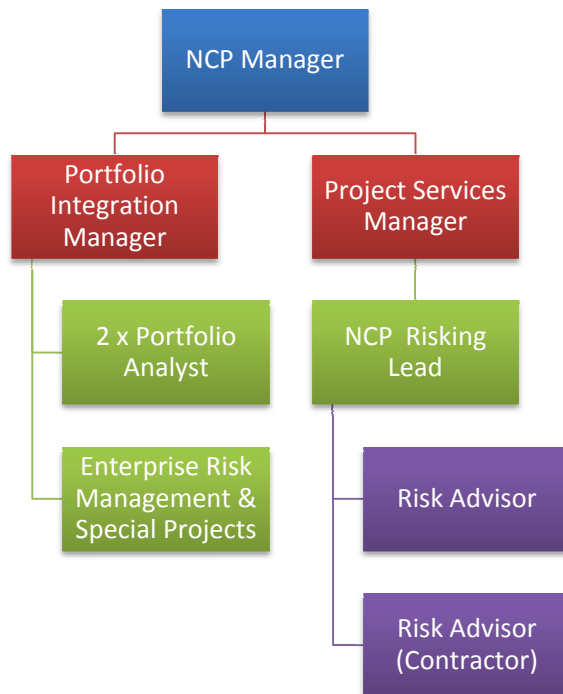 NCP Manager
Portfolio
Integration
Manager
Project Services
Manager
2 x Portfolio
Analyst
NCP Risking
Lead
Enterprise Risk
Management &
Special Projects
Risk Advisor
Risk Advisor
(Contractor)